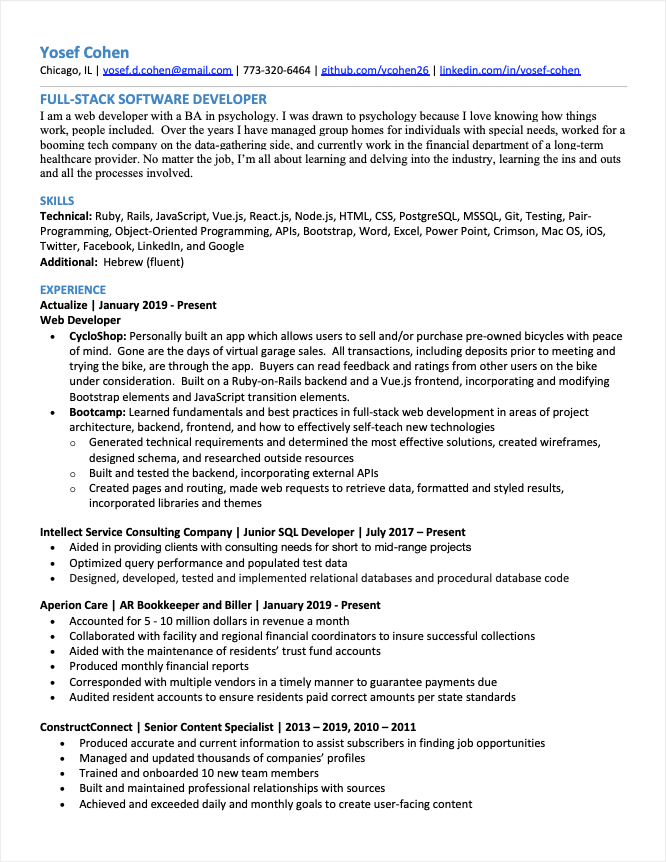 Yosef Cohen
Chicago, IL | yosef.d.cohen@gmail.com | 773-320-6464 | github.com/ycohen26 | linkedin.com/in/yosef-cohen
FULL-STACK SOFTWARE DEVELOPER
I am a web developer with a BA in psychology. I was drawn to psychology because I love knowing how things
work, people included.  Over the years I have managed group homes for individuals with special needs, worked for a
booming tech company on the data-gathering side, and currently work in the financial department of a long-term
healthcare provider. No matter the job, I'm all about learning and delving into the industry, learning the ins and outs
and all the processes involved.
SKILLS
Technical: Ruby, Rails, JavaScript, Vue.js, React.js, Node.js, HTML, CSS, PostgreSQL, MSSQL, Git, Testing, Pair-
Programming, Object-Oriented Programming, APIs, Bootstrap, Word, Excel, Power Point, Crimson, Mac OS, iOS,
Twitter, Facebook, LinkedIn, and Google
Additional:  Hebrew (fluent)
EXPERIENCE
Actualize | January 2019 - Present
Web Developer
• CycloShop: Personally built an app which allows users to sell and/or purchase pre-owned bicycles with peace
of mind.  Gone are the days of virtual garage sales.  All transactions, including deposits prior to meeting and
trying the bike, are through the app.  Buyers can read feedback and ratings from other users on the bike
under consideration.  Built on a Ruby-on-Rails backend and a Vue.js frontend, incorporating and modifying
Bootstrap elements and JavaScript transition elements.
• Bootcamp: Learned fundamentals and best practices in full-stack web development in areas of project
architecture, backend, frontend, and how to effectively self-teach new technologies
o Generated technical requirements and determined the most effective solutions, created wireframes,
designed schema, and researched outside resources
o Built and tested the backend, incorporating external APIs
o Created pages and routing, made web requests to retrieve data, formatted and styled results,
incorporated libraries and themes
Intellect Service Consulting Company | Junior SQL Developer | July 2017 – Present
• Aided in providing clients with consulting needs for short to mid-range projects
• Optimized query performance and populated test data
• Designed, developed, tested and implemented relational databases and procedural database code
Aperion Care | AR Bookkeeper and Biller | January 2019 - Present
• Accounted for 5 - 10 million dollars in revenue a month
• Collaborated with facility and regional financial coordinators to insure successful collections
• Aided with the maintenance of residents' trust fund accounts
• Produced monthly financial reports
• Corresponded with multiple vendors in a timely manner to guarantee payments due
• Audited resident accounts to ensure residents paid correct amounts per state standards
ConstructConnect | Senior Content Specialist | 2013 – 2019, 2010 – 2011
• Produced accurate and current information to assist subscribers in finding job opportunities
• Managed and updated thousands of companies' profiles
• Trained and onboarded 10 new team members
• Built and maintained professional relationships with sources
• Achieved and exceeded daily and monthly goals to create user-facing content